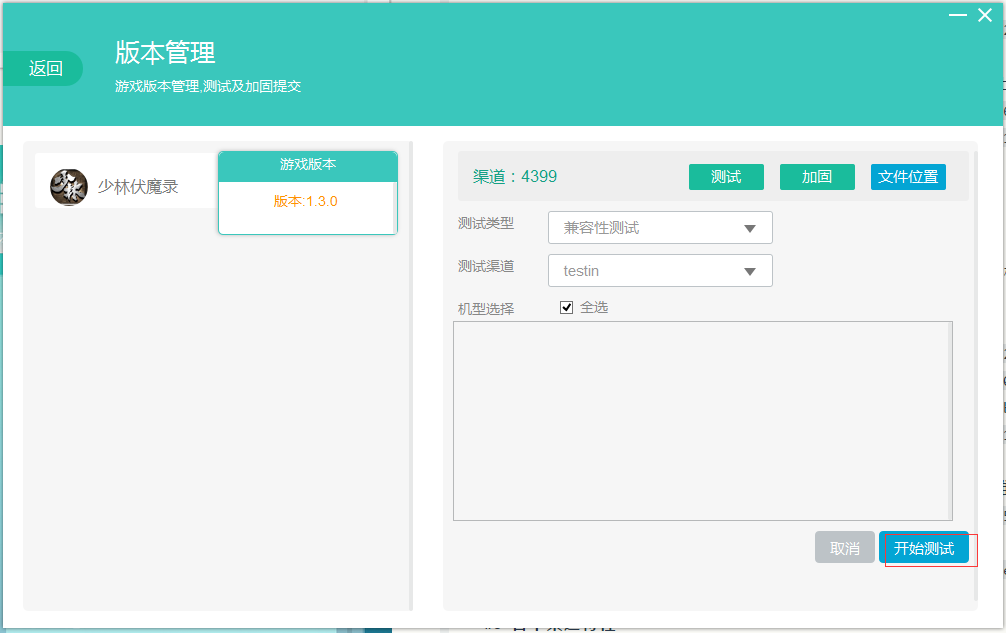 返回
版本管理
游戏版本管理,测试及加固提交
少林伏魔录
游戏版本
版本:1.3.0
渠道：4399
测试
加固
文件位置
测试类型
兼容性测试
测试渠道
testin
机型选择
全选
取消
开始测试